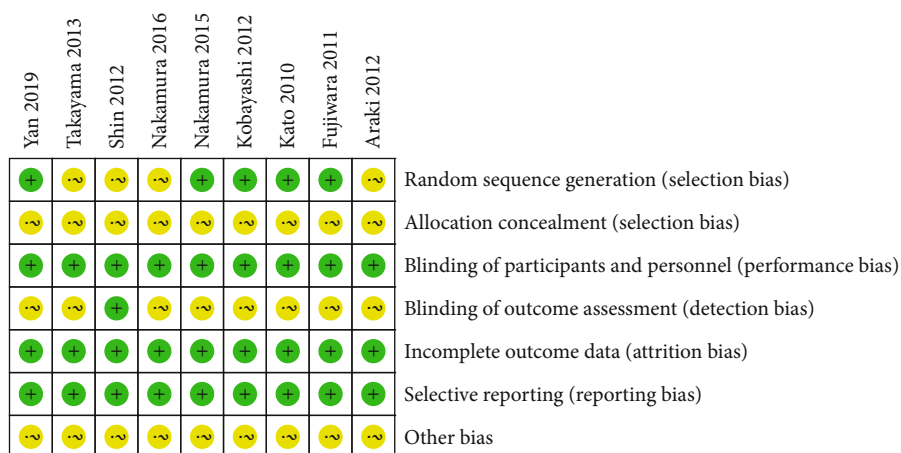 Yan 2019
Takayama 2013
Shin 2012
Nakamura 2016
Nakamura 2015
Kobayashi 2012
Kato 2010
Fujiwara 2011
Araki 2012
+ ? ? ? + + + + ? Random sequence generation (selection bias)
? ? ? ? ? ? ? ? ? Allocation concealment (selection bias)
+ + + + + + + + + Blinding of participants and personnel (performance bias)
? ? + ? ? ? ? ? ? Blinding of outcome assessment (detection bias)
+ + + + + + + + + Incomplete outcome data (attrition bias)
+ + + + + + + + + Selective reporting (reporting bias)
? ? ? ? ? ? ? ? ? Other bias